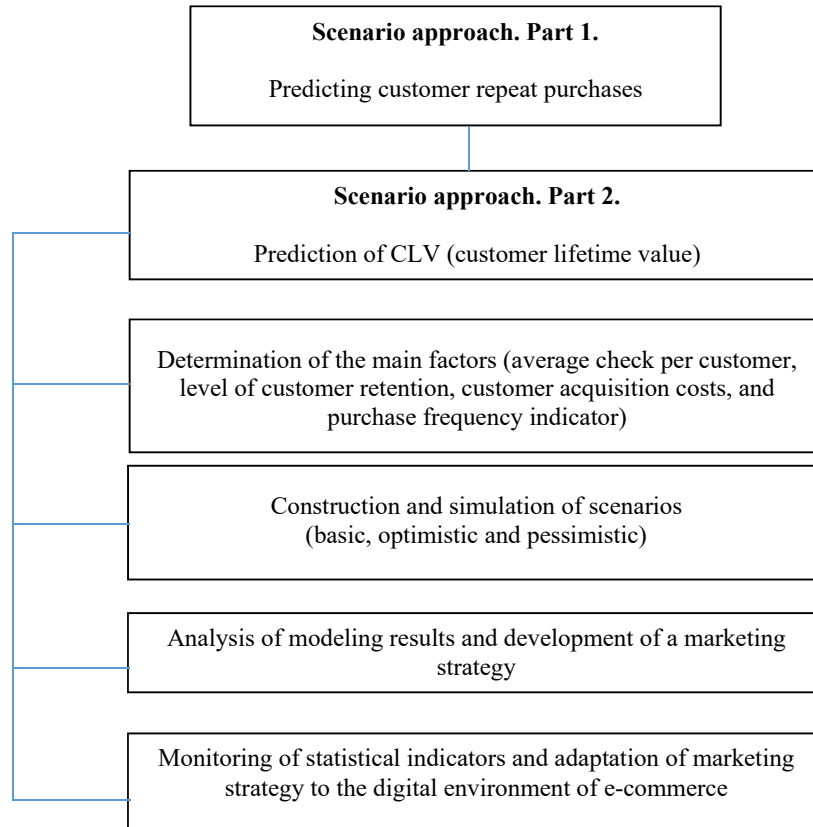 Scenario approach. Part 1.
Predicting customer repeat purchases
Scenario approach. Part 2.
Prediction of CLV (customer lifetime value)
Determination of the main factors (average check per customer,
level of customer retention, customer acquisition costs, and
purchase frequency indicator)
Construction and simulation of scenarios
(basic, optimistic and pessimistic)
Analysis of modeling results and development of a marketing
strategy
Monitoring of statistical indicators and adaptation of marketing
strategy to the digital environment of e-commerce